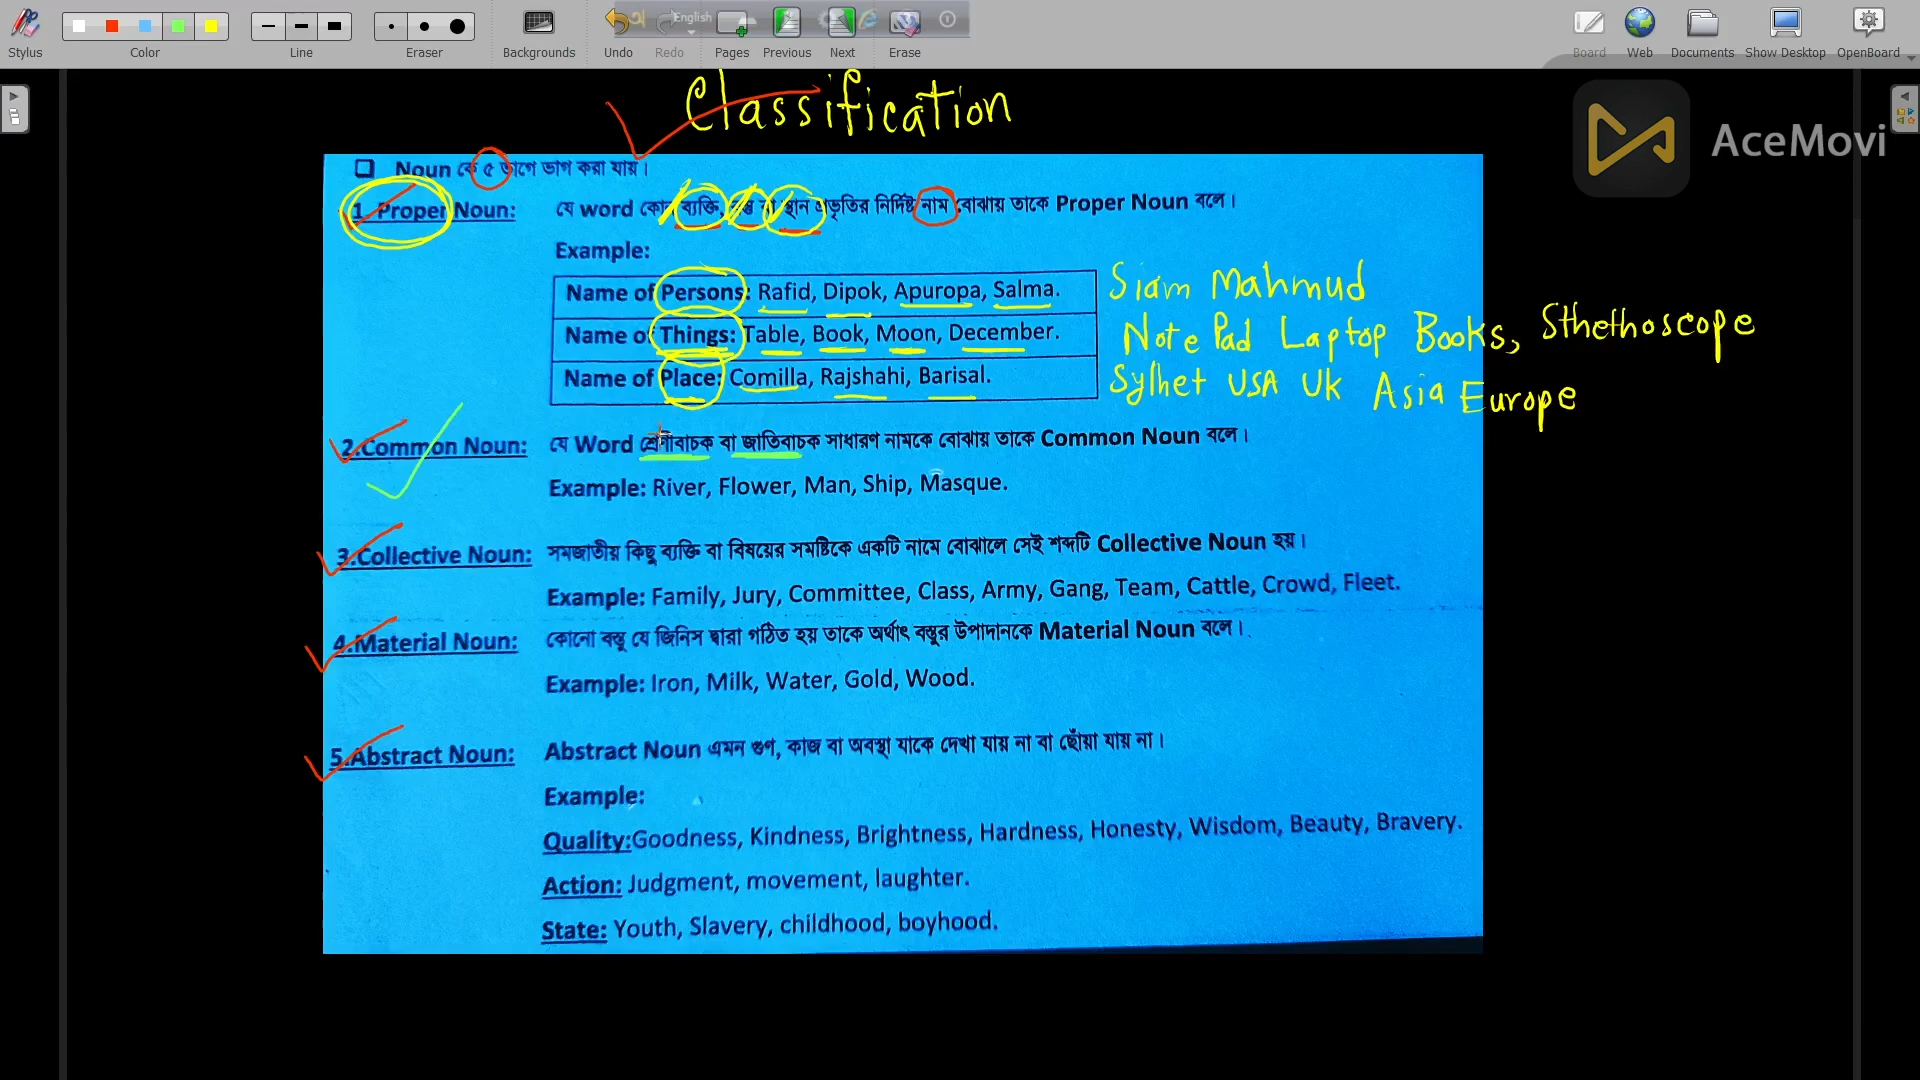 Stylus
Color
Line
Eraser
Backgrounds
Undo
Redo
English
Pages
Previous
Next
Erase
Board
Web
Documents
Show Desktop
OpenBoard
AceMovi
Classification
Noun কে ৫ ভাগে ভাগ করা যায়।
1 Proper Noun: যে word কোন ব্যক্তি, বস্তু বা স্থান প্রভৃতির নির্দিষ্ট নাম বোঝায় তাকে Proper Noun বলে।
Example:
Name of Persons: Rafid, Dipok, Apuropa, Salma. Siam Mahmud
Name of Things: Table, Book, Moon, December. Note Pad Laptop Books, Sthethoscope
Name of Place: Comilla, Rajshahi, Barisal. Sylhet USA Uk Asia Europe
2.Common Noun: যে Word শ্রেণীবাচক বা জাতিবাচক সাধারণ নামকে বোঝায় তাকে Common Noun বলে।
Example: River, Flower, Man, Ship, Masque.
3.Collective Noun: সমজাতীয় কিছু ব্যক্তি বা বিষয়ের সমষ্টিকে একটি নামে বোঝালে সেই শব্দটি Collective Noun হয়।
Example: Family, Jury, Committee, Class, Army, Gang, Team, Cattle, Crowd, Fleet.
4.Material Noun: কোনো বস্তু যে জিনিস দ্বারা গঠিত হয় তাকে অর্থাৎ বস্তুর উপাদানকে Material Noun বলে।
Example: Iron, Milk, Water, Gold, Wood.
5.Abstract Noun: Abstract Noun এমন গুণ, কাজ বা অবস্থা যাকে দেখা যায় না বা ছোঁয়া যায় না।
Example:
Quality:Goodness, Kindness, Brightness, Hardness, Honesty, Wisdom, Beauty, Bravery.
Action: Judgment, movement, laughter.
State: Youth, Slavery, childhood, boyhood.